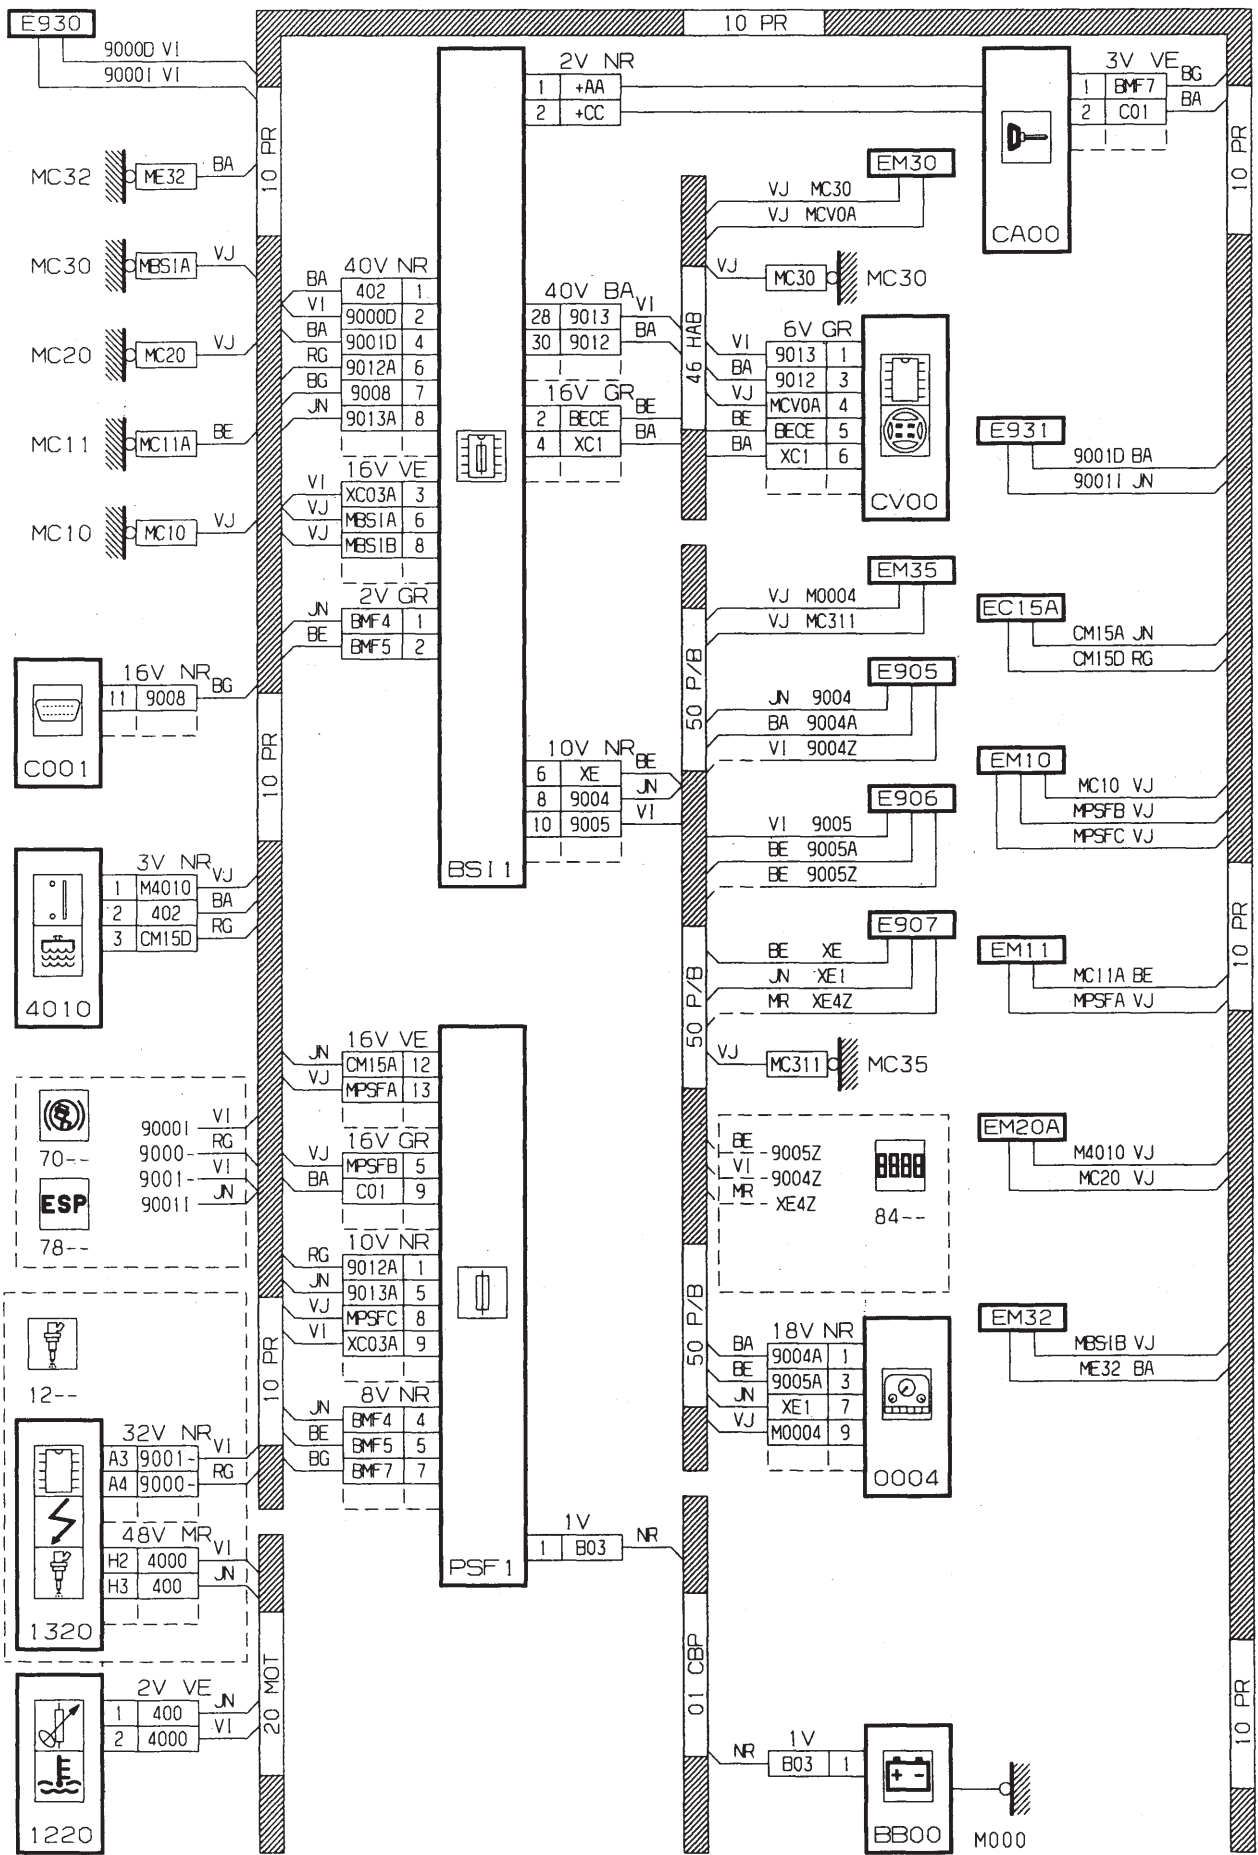 E930
9000D VI
9000I VI
10 PR
10 PR
MC32 ME32 BA
MC30 MBSIA VJ
MC20 MC20 VJ
MC11 MC11A BE
MC10 MC10 VJ
C001
16V NR
11 9008 BG
10 PR
4010
3V NR
1 M4010 VJ
2 402 BA
3 CM15D RG
70--
ESP
78--
9000I VI
9000- RG
9001- VI
9001I JN
12--
1320
32V NR
A3 9001- VI
A4 9000- RG
48V MR
H2 4000 VI
H3 400 JN
10 PR
1220
2V VE
1 400 JN
2 4000 VI
20 MOT
BSI1
40V NR
BA 402 1
VI 9000D 2
BA 9001D 4
RG 9012A 6
BG 9008 7
JN 9013A 8
16V VE
VI XC03A 3
VJ MBSIA 6
VJ MBSIB 8
2V GR
JN BMF4 1
BE BMF5 2
2V NR
1 +AA
2 +CC
40V BA
28 9013 VI
30 9012 BA
16V GR
2 BECE BE
4 XC1 BA
10V NR
6 XE BE
8 9004 JN
10 9005 VI
PSF1
16V VE
JN CM15A 12
VJ MPSFA 13
16V GR
VJ MPSFB 5
BA C01 9
10V NR
RG 9012A 1
JN 9013A 5
VJ MPSFC 8
VI XC03A 9
8V NR
JN BMF4 4
BE BMF5 5
BG BMF7 7
1V
1 B03 NR
CA00
3V VE
1 BMF7 BG
2 C01 BA
10 PR
EM30
VJ MC30
VJ MCV0A
VJ MC30 MC30
46 HAB
CV00
6V GR
VI 9013 1
BA 9012 3
VJ MCV0A 4
BE BECE 5
BA XC1 6
EM35
VJ M0004
VJ MC311
50 P/B
E905
JN 9004
BA 9004A
VI 9004Z
E906
VI 9005
BE 9005A
BE 9005Z
E907
BE XE
JN XE1
MR XE4Z
50 P/B
VJ MC311 MC35
BE 9005Z
VI 9004Z
MR XE4Z
84--
50 P/B
0004
18V NR
BA 9004A 1
BE 9005A 3
JN XE1 7
VJ M0004 9
01 CBP
BB00
1V
NR B03 1
M000
E931
9001D BA
9001I JN
EC15A
CM15A JN
CM15D RG
EM10
MC10 VJ
MPSFB VJ
MPSFC VJ
10 PR
EM11
MC11A BE
MPSFA VJ
EM20A
M4010 VJ
MC20 VJ
EM32
MBSIB VJ
ME32 BA
10 PR